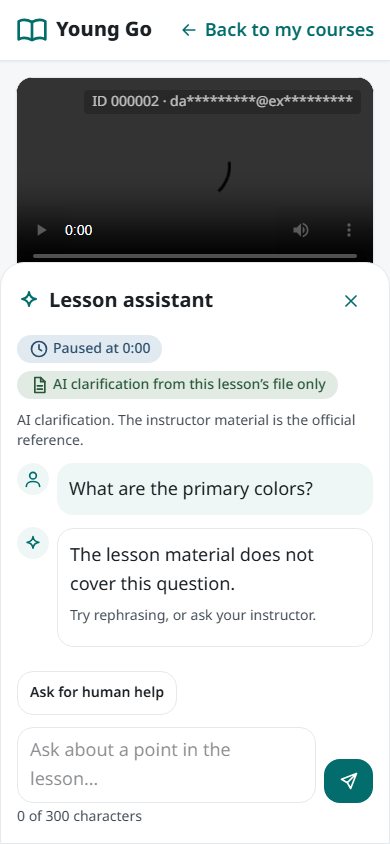 Young Go
Back to my courses
ID 000002 · da*********@ex*********
0:00
Lesson assistant
Paused at 0:00
AI clarification from this lesson's file only
AI clarification. The instructor material is the official
reference.
What are the primary colors?
The lesson material does not
cover this question.
Try rephrasing, or ask your instructor.
Ask for human help
Ask about a point in the
lesson...
0 of 300 characters